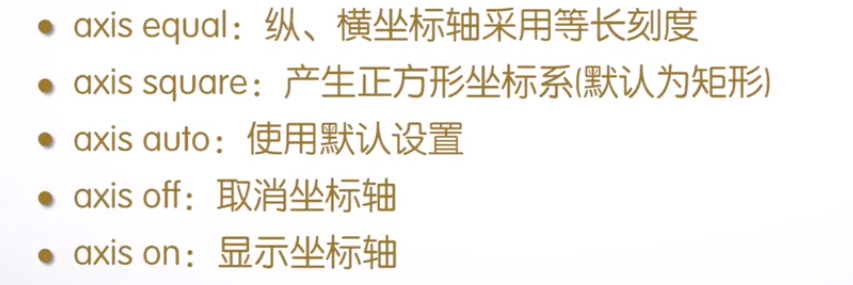 ● axis equal：纵、横坐标轴采用等长刻度
● axis square：产生正方形坐标系(默认为矩形)
● axis auto：使用默认设置
● axis off：取消坐标轴
● axis on：显示坐标轴